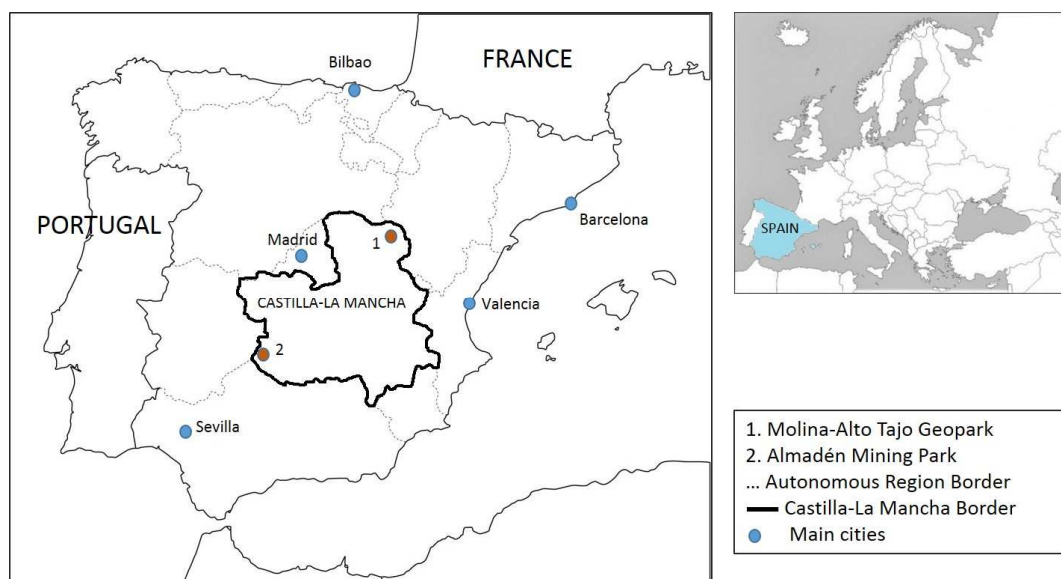 FRANCE
Bilbao
PORTUGAL
Barcelona
Madrid
1
CASTILLA-LA MANCHA
Valencia
2
Sevilla
SPAIN
1. Molina-Alto Tajo Geopark
2. Almadén Mining Park
... Autonomous Region Border
Castilla-La Mancha Border
Main cities